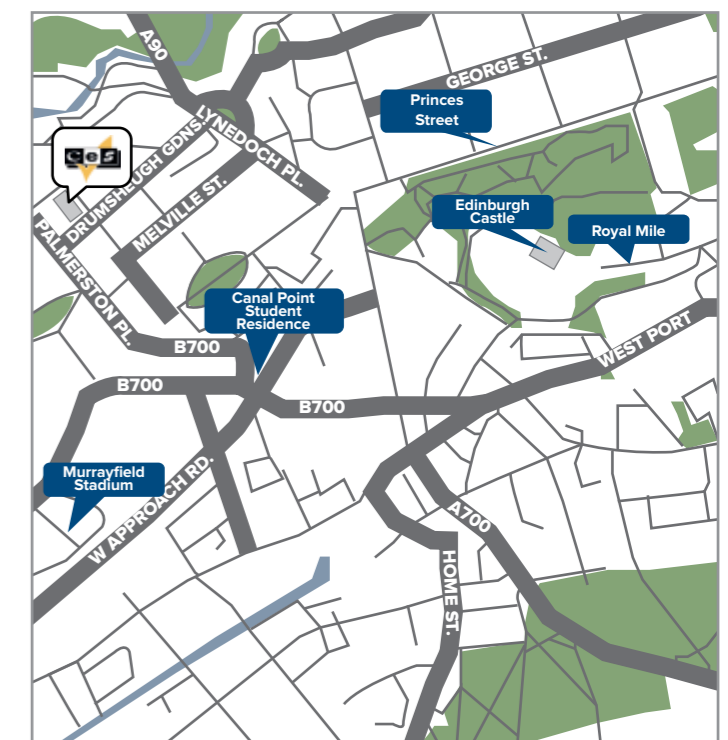 A90
GEORGE ST.
Princes
Street
LYNEDOCH PL.
CeS
DRUMSHEUGH GDNS.
MELVILLE ST.
Edinburgh
Castle
Royal Mile
PALMERSTON PL.
Canal Point
Student
Residence
WEST PORT
B700
B700
B700
Murrayfield
Stadium
W APPROACH RD.
A700
HOME ST.